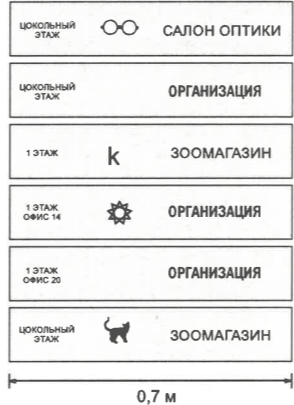 ЦОКОЛЬНЫЙ
ЭТАЖ
САЛОН ОПТИКИ
ЦОКОЛЬНЫЙ
ЭТАЖ
ОРГАНИЗАЦИЯ
1 ЭТАЖ
k
ЗООМАГАЗИН
1 ЭТАЖ
ОФИС 14
ОРГАНИЗАЦИЯ
1 ЭТАЖ
ОФИС 20
ОРГАНИЗАЦИЯ
ЦОКОЛЬНЫЙ
ЭТАЖ
ЗООМАГАЗИН
0,7 м